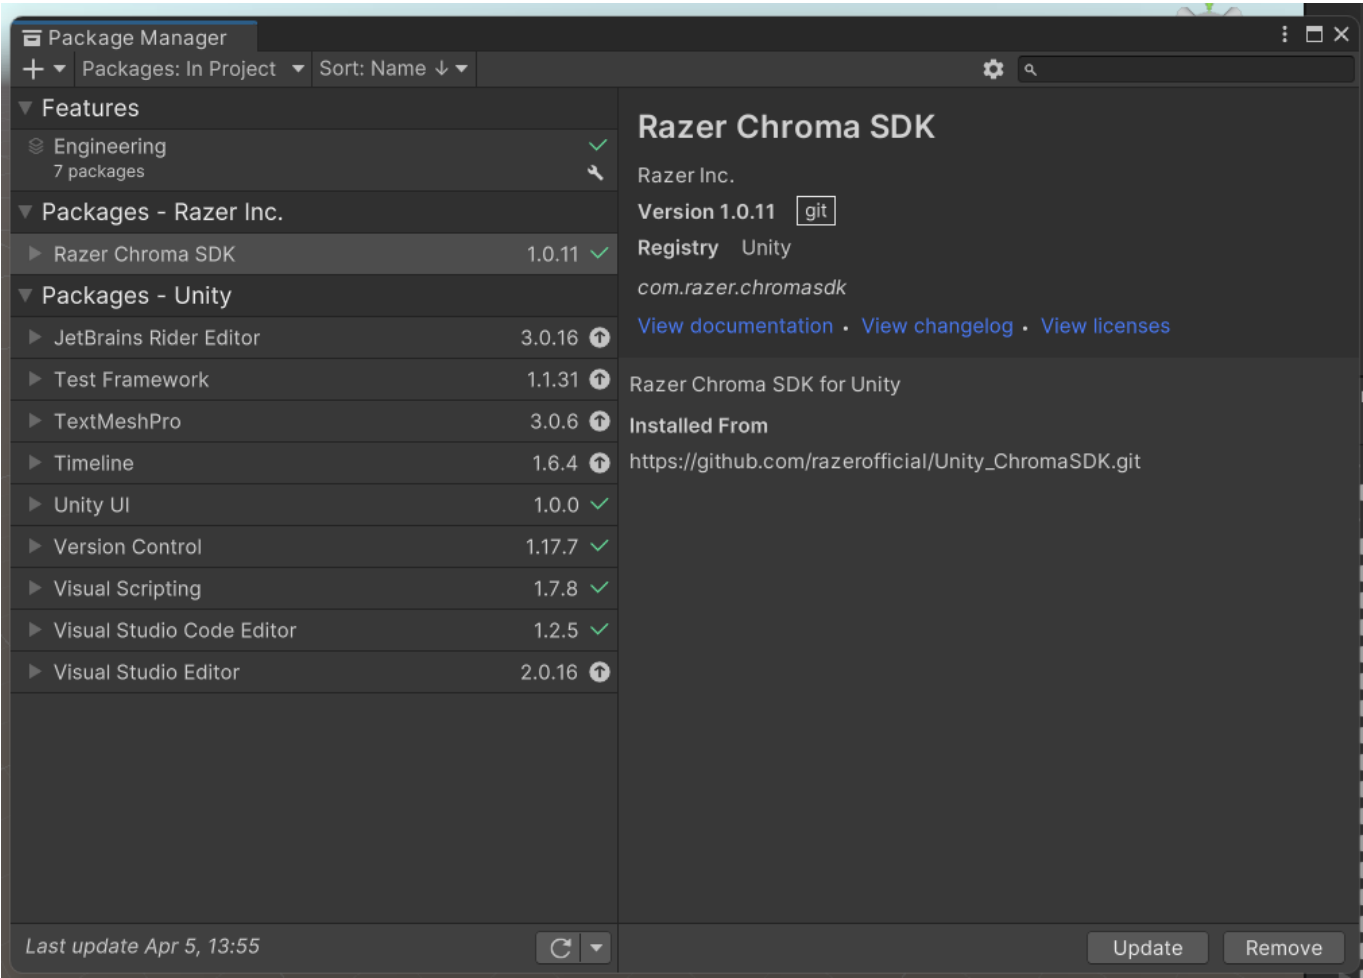 Package Manager
Packages: In Project Sort: Name ↓
Features
Engineering
7 packages
Packages - Razer Inc.
Razer Chroma SDK 1.0.11
Packages - Unity
JetBrains Rider Editor 3.0.16
Test Framework 1.1.31
TextMeshPro 3.0.6
Timeline 1.6.4
Unity UI 1.0.0
Version Control 1.17.7
Visual Scripting 1.7.8
Visual Studio Code Editor 1.2.5
Visual Studio Editor 2.0.16
Last update Apr 5, 13:55
Razer Chroma SDK
Razer Inc.
Version 1.0.11 git
Registry Unity
com.razer.chromasdk
View documentation • View changelog • View licenses
Razer Chroma SDK for Unity
Installed From
https://github.com/razerofficial/Unity_ChromaSDK.git
Update Remove